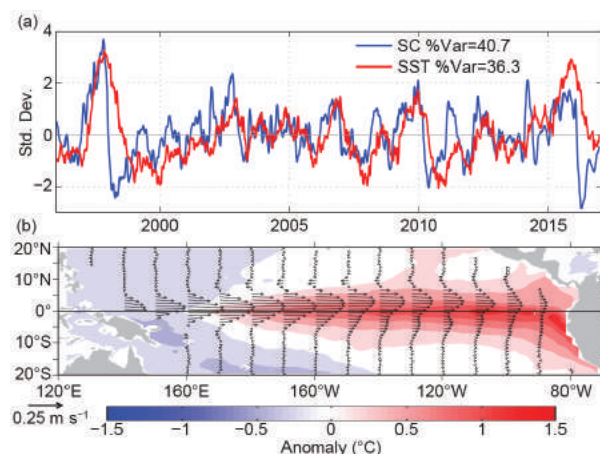 (a)
4
2
0
−2
Std. Dev.
SC %Var=40.7
SST %Var=36.3
2000 2005 2010 2015
(b)
20°N
10°N
0°
10°S
20°S
120°E 160°E 160°W 120°W 80°W
0.25 m s⁻¹
−1.5 −1 −0.5 0 0.5 1 1.5
Anomaly (°C)